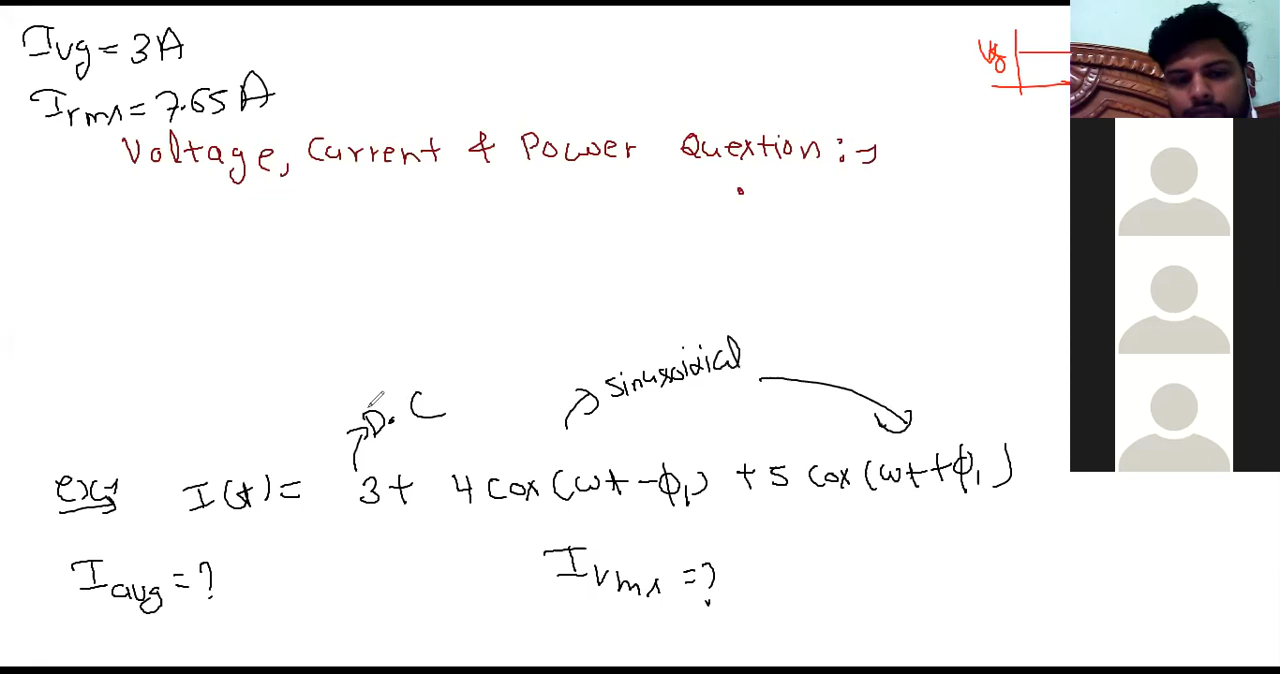 Ivg = 3A
Irms = 7.65 A
Voltage, Current & Power Question :→
sinusoidial
D.C
ex:→ I(t) = 3 + 4 cos (ωt - ϕ₁) + 5 cos (ωt + ϕ₁)
Iavg = ? Irms = ?